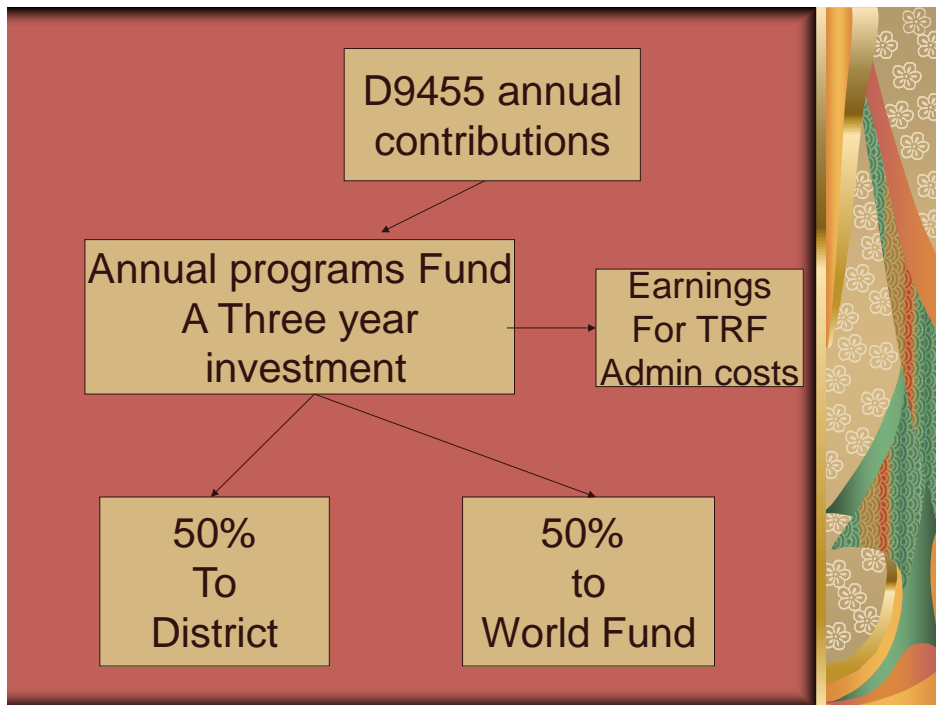 D9455 annual
contributions
Annual programs Fund
A Three year
investment
Earnings
For TRF
Admin costs
50%
To
District
50%
to
World Fund